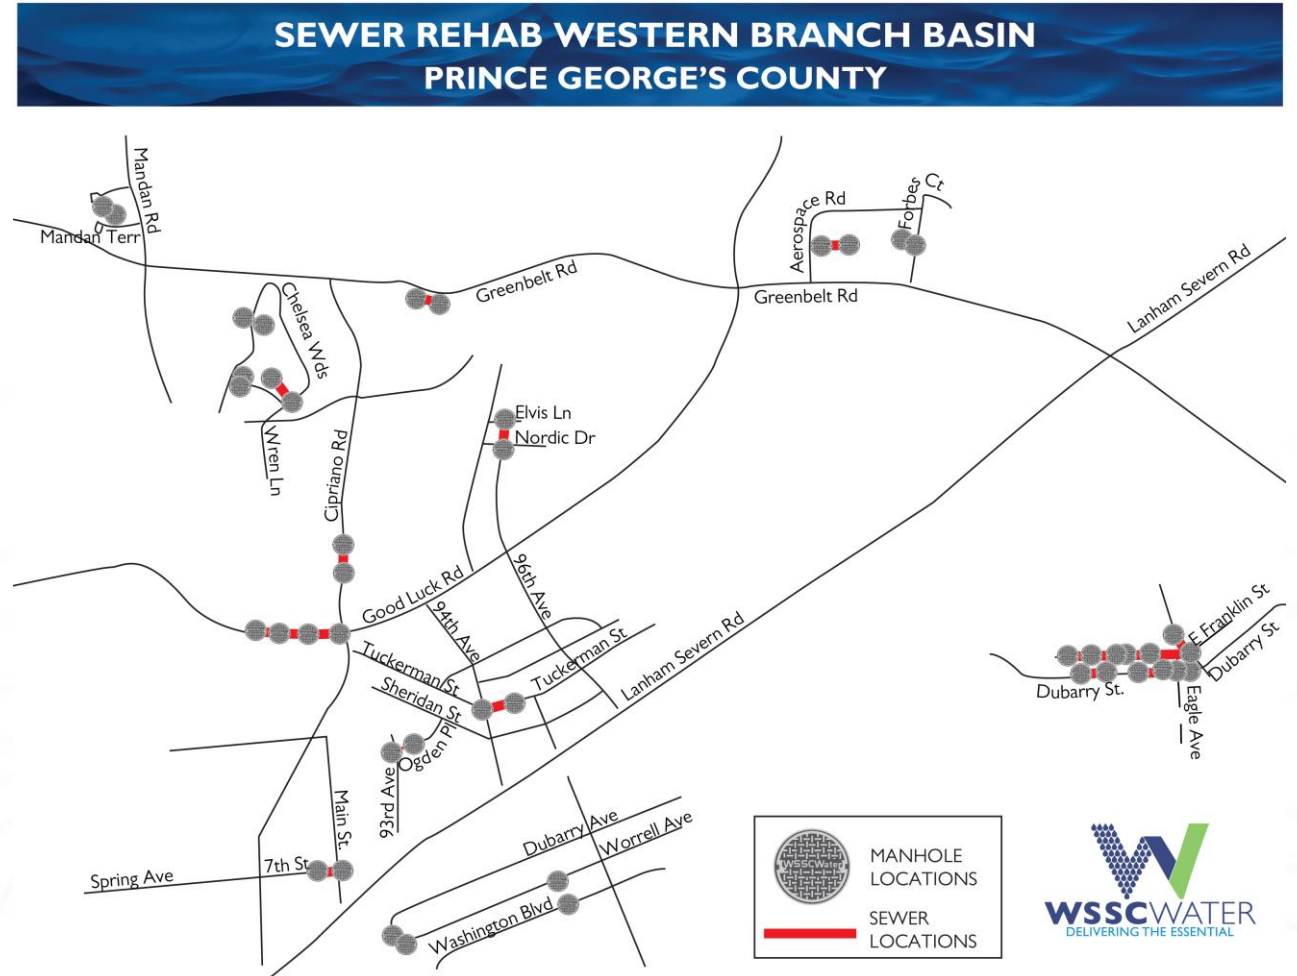 SEWER REHAB WESTERN BRANCH BASIN
PRINCE GEORGE'S COUNTY
Mandan Rd
Mandan Terr
Aerospace Rd
Forbes Ct
Greenbelt Rd
Greenbelt Rd
Lanham Severn Rd
Chelsea Wds
Elvis Ln
Nordic Dr
Wren Ln
Cipriano Rd
Good Luck Rd
96th Ave
94th Ave
Tuckerman St
Tuckerman St
Sheridan St
Lanham Severn Rd
E Franklin St
Dubarry St
Dubarry St.
Eagle Ave
Ogden Pl
93rd Ave
Main St.
7th St
Spring Ave
Dubarry Ave
Worrell Ave
Washington Blvd
WSSCWater
MANHOLE
LOCATIONS
SEWER
LOCATIONS
WSSCWATER
DELIVERING THE ESSENTIAL